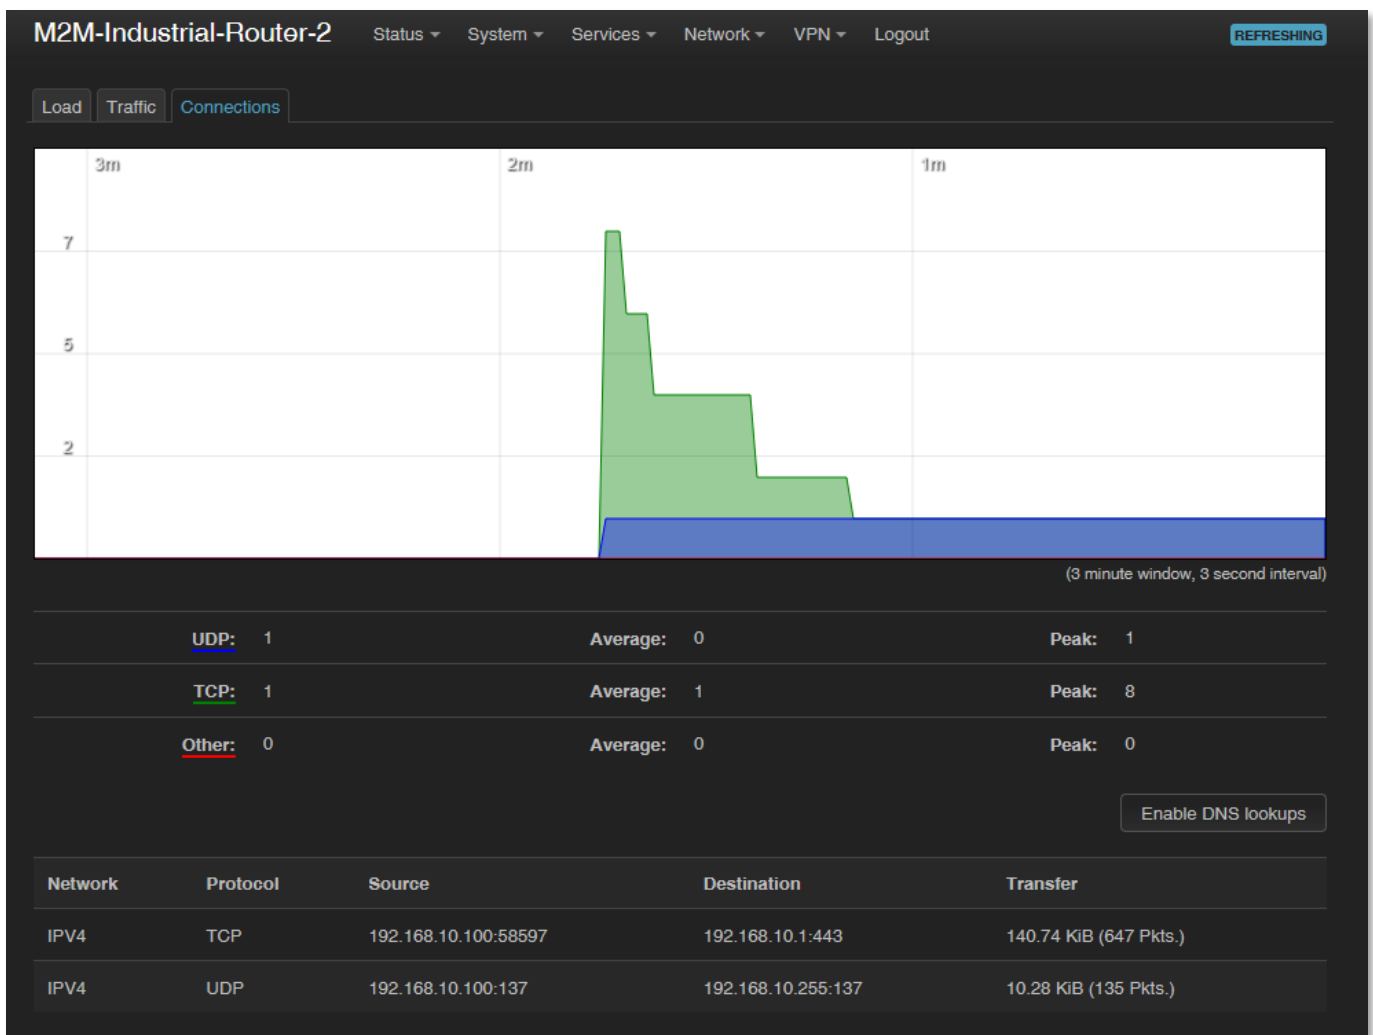 M2M-Industrial-Router-2 Status System Services Network VPN Logout REFRESHING
Load Traffic Connections
3m 2m 1m
7
5
2
(3 minute window, 3 second interval)
UDP: 1 Average: 0 Peak: 1
TCP: 1 Average: 1 Peak: 8
Other: 0 Average: 0 Peak: 0
Enable DNS lookups
Network Protocol Source Destination Transfer
IPV4 TCP 192.168.10.100:58597 192.168.10.1:443 140.74 KiB (647 Pkts.)
IPV4 UDP 192.168.10.100:137 192.168.10.255:137 10.28 KiB (135 Pkts.)